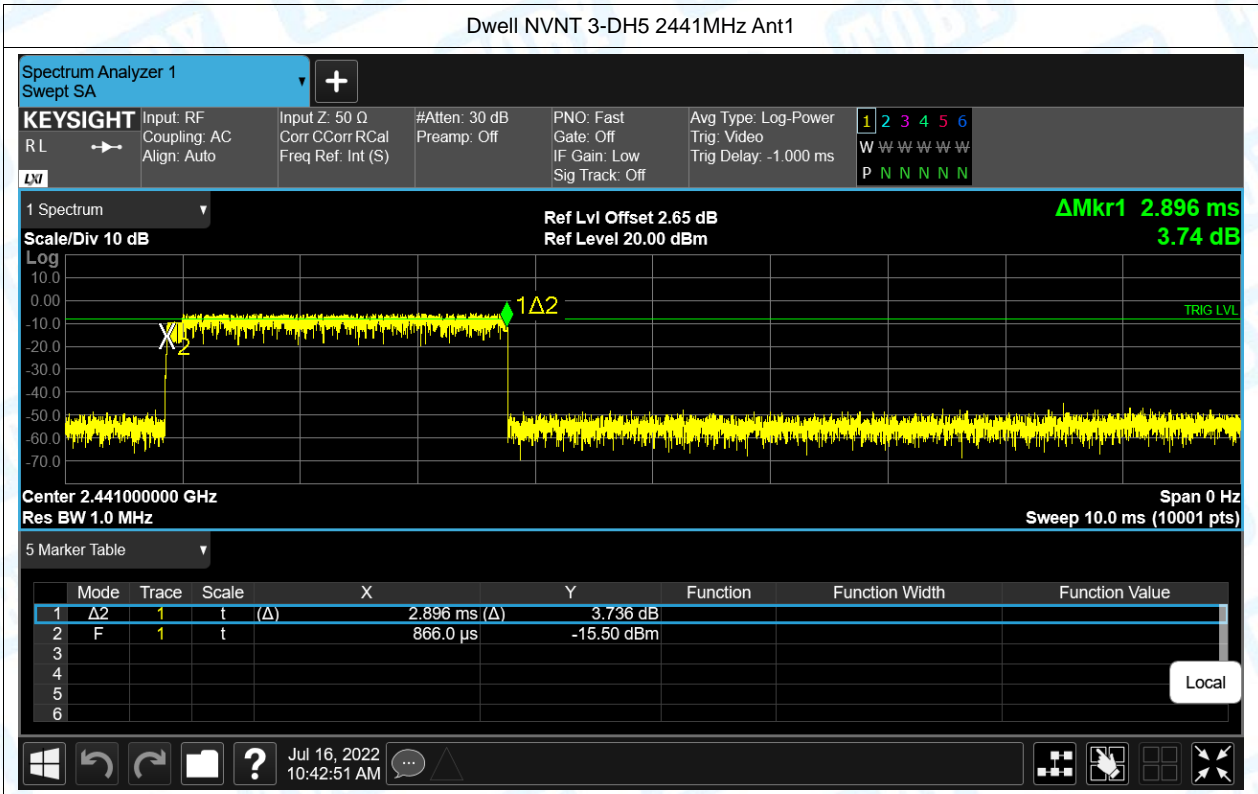 Dwell NVNT 3-DH5 2441MHz Ant1
Spectrum Analyzer 1
Swept SA
KEYSIGHT
R L
LXI
Input: RF
Coupling: AC
Align: Auto
Input Z: 50 Ω
Corr CCorr RCal
Freq Ref: Int (S)
#Atten: 30 dB
Preamp: Off
PNO: Fast
Gate: Off
IF Gain: Low
Sig Track: Off
Avg Type: Log-Power
Trig: Video
Trig Delay: -1.000 ms
1 2 3 4 5 6
W W W W W W
P N N N N N
1 Spectrum
Scale/Div 10 dB
Ref Lvl Offset 2.65 dB
Ref Level 20.00 dBm
ΔMkr1 2.896 ms
3.74 dB
Log
10.0
0.00
-10.0
-20.0
-30.0
-40.0
-50.0
-60.0
-70.0
1Δ2
TRIG LVL
2
Center 2.441000000 GHz
Span 0 Hz
Res BW 1.0 MHz
Sweep 10.0 ms (10001 pts)
5 Marker Table
Mode Trace Scale X Y Function Function Width Function Value
1 Δ2 1 t (Δ) 2.896 ms (Δ) 3.736 dB
2 F 1 t 866.0 µs -15.50 dBm
3
4
5
6
Local
?
Jul 16, 2022
10:42:51 AM